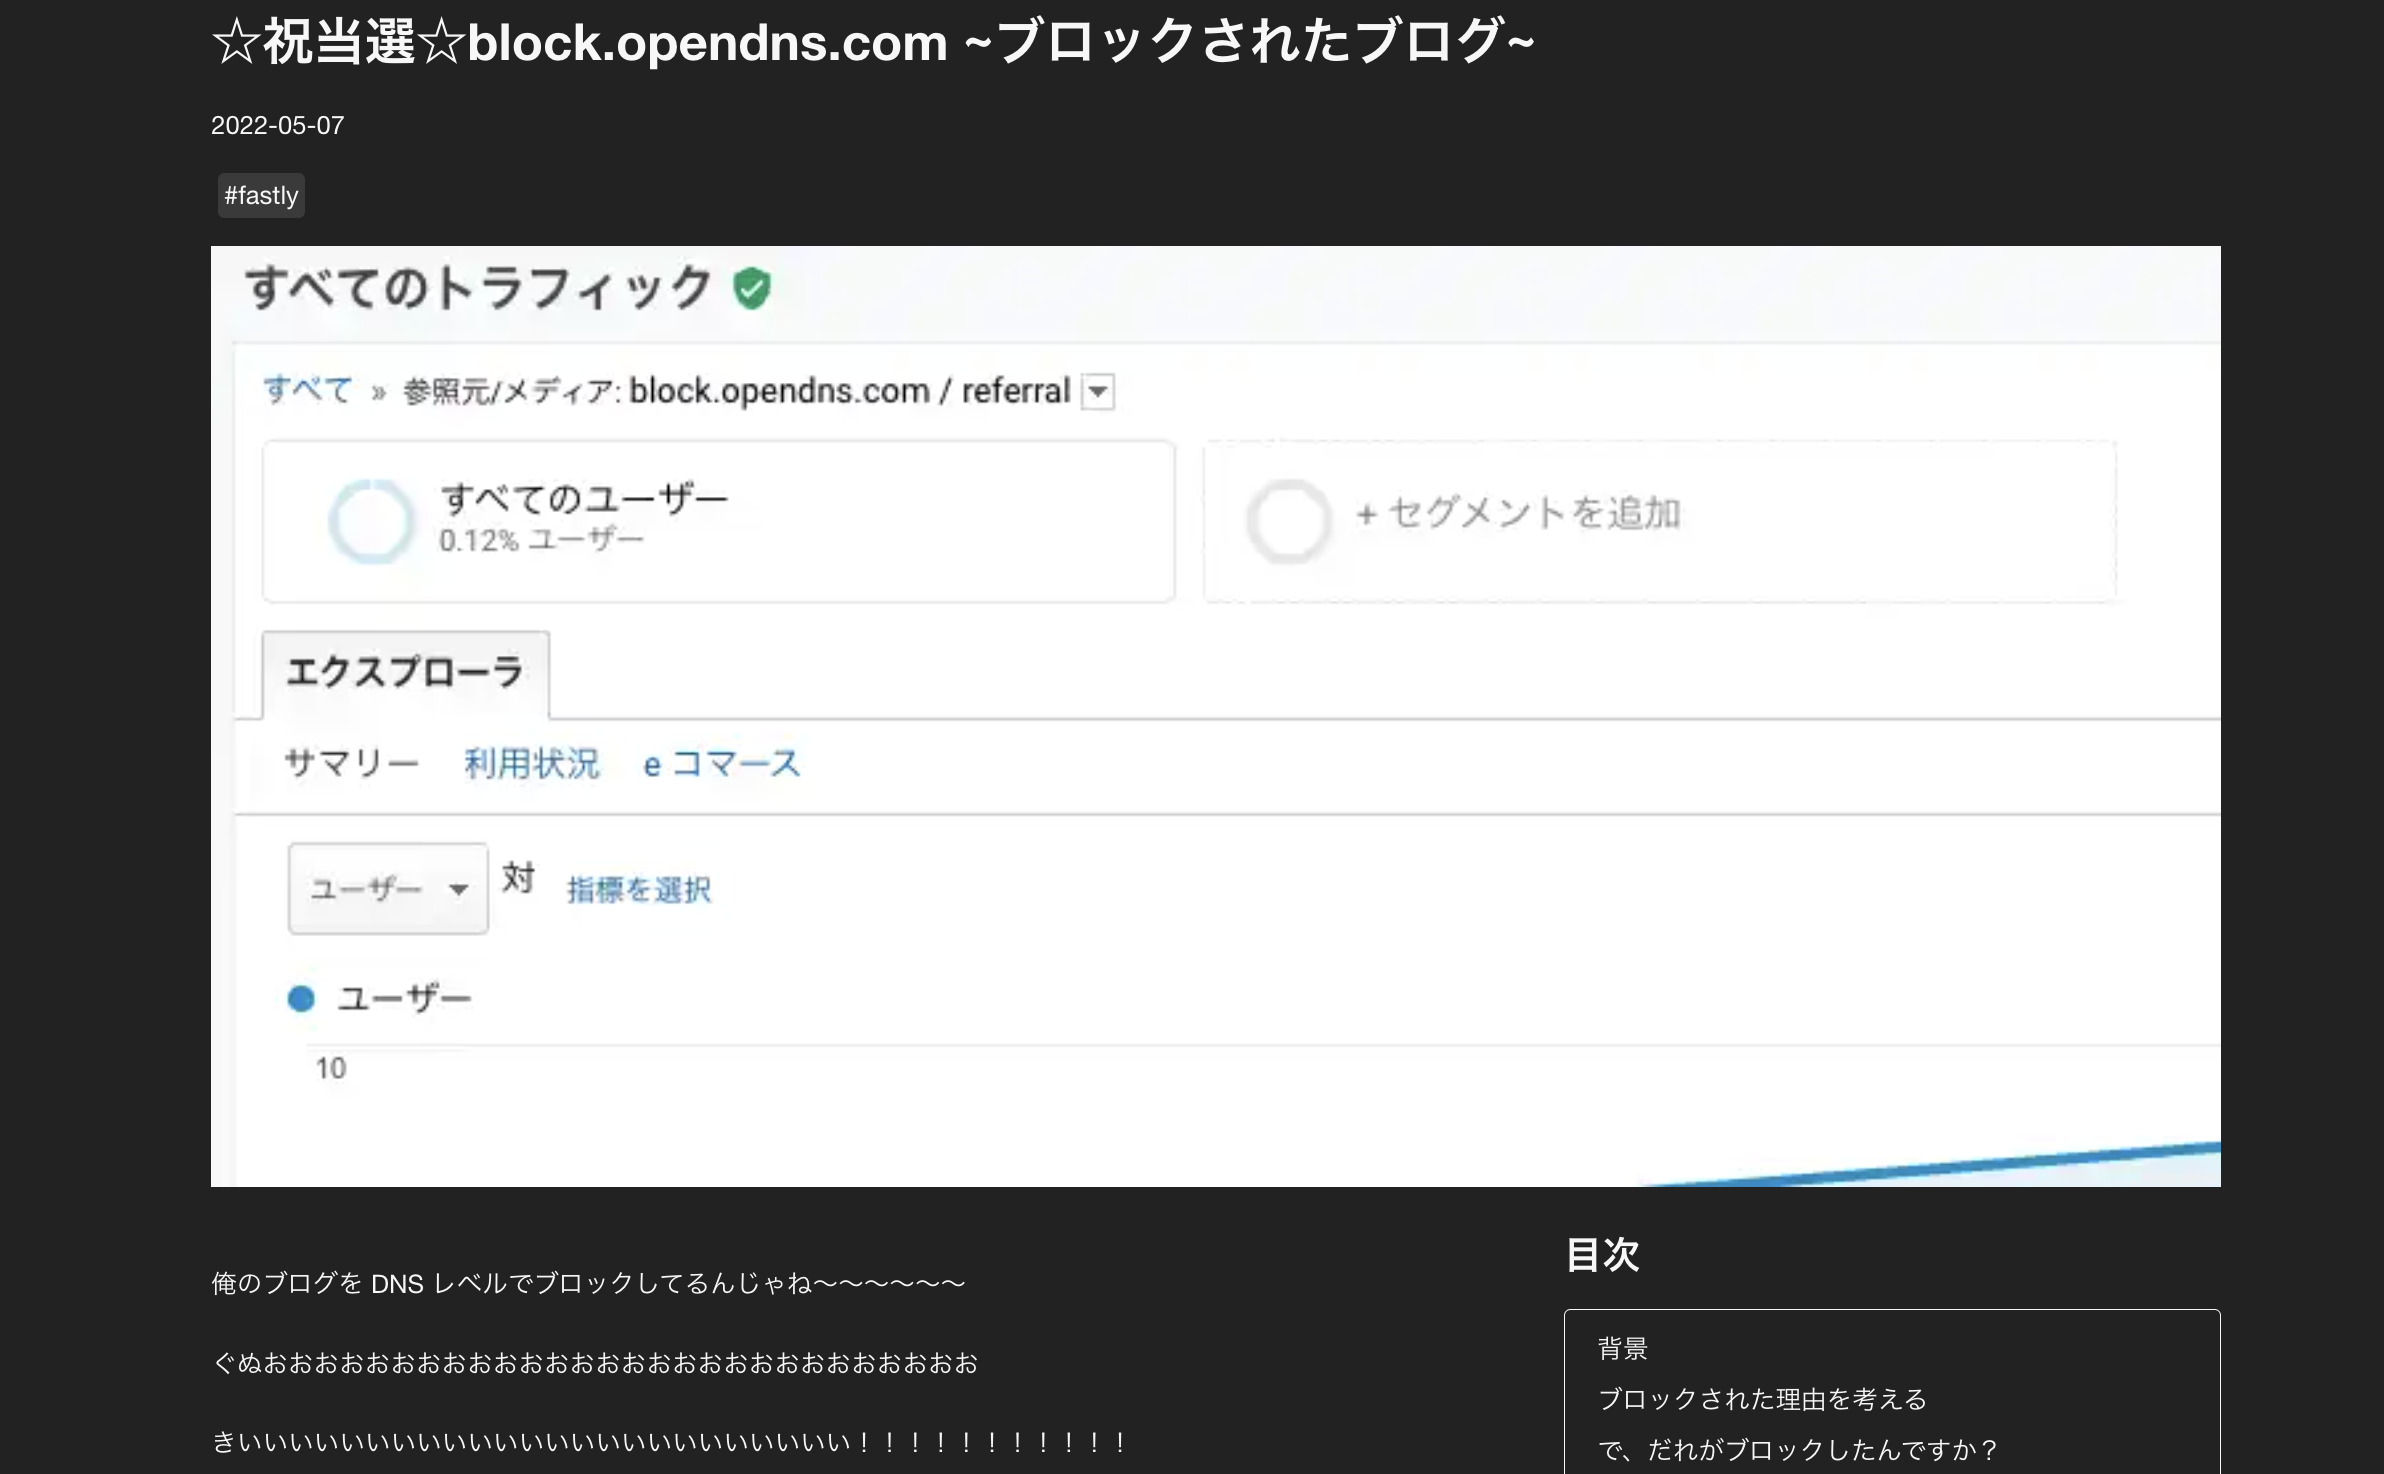 ☆祝当選☆block.opendns.com ~ブロックされたブログ~
2022-05-07
#fastly
すべてのトラフィック
すべて » 参照元/メディア: block.opendns.com / referral
すべてのユーザー
0.12% ユーザー
+ セグメントを追加
エクスプローラ
サマリー 利用状況 e コマース
ユーザー 対 指標を選択
ユーザー
10
俺のブログを DNS レベルでブロックしてるんじゃね〜〜〜〜〜〜
ぐぬおおおおおおおおおおおおおおおおおおおおおおおおおおおお
きいいいいいいいいいいいいいいいいいいいいいいいい！！！！！！！！！！！
目次
背景
ブロックされた理由を考える
で、だれがブロックしたんですか？